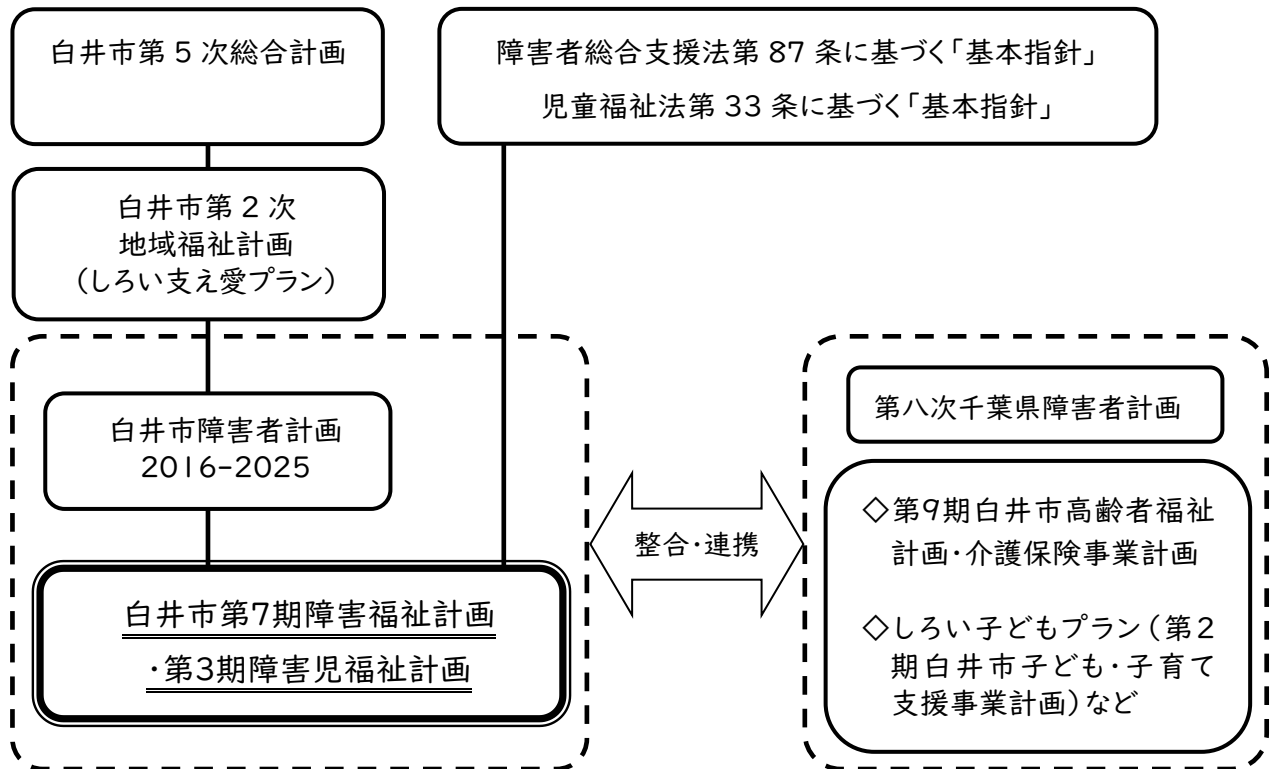 白井市第5次総合計画
障害者総合支援法第87条に基づく「基本指針」
児童福祉法第33条に基づく「基本指針」
白井市第2次
地域福祉計画
(しろい支え愛プラン)
白井市障害者計画
2016-2025
白井市第7期障害福祉計画
・第3期障害児福祉計画
整合・連携
第八次千葉県障害者計画
◇第9期白井市高齢者福祉
計画・介護保険事業計画
◇しろい子どもプラン(第2
期白井市子ども・子育て
支援事業計画)など